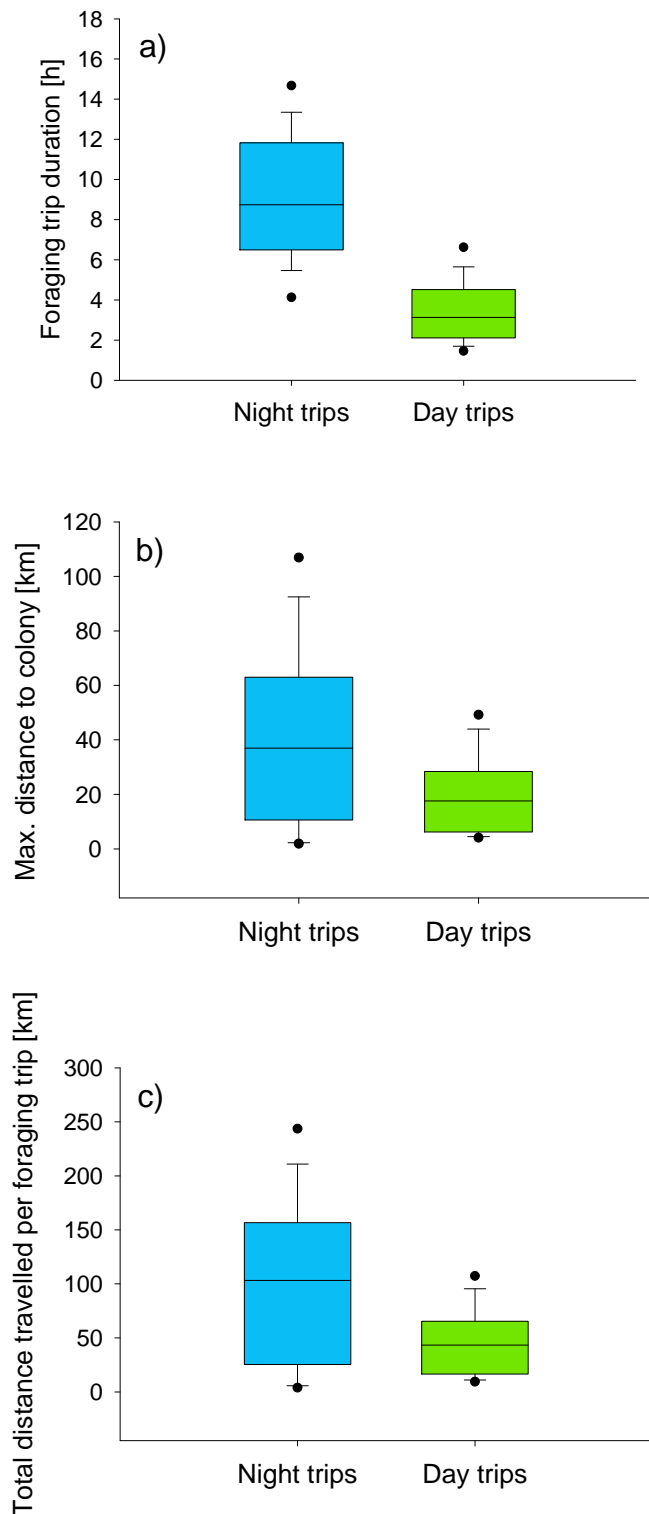 a)
Foraging trip duration [h]
18
16
14
12
10
8
6
4
2
0
Night trips Day trips
b)
Max. distance to colony [km]
120
100
80
60
40
20
0
Night trips Day trips
c)
Total distance travelled per foraging trip [km]
300
250
200
150
100
50
0
Night trips Day trips